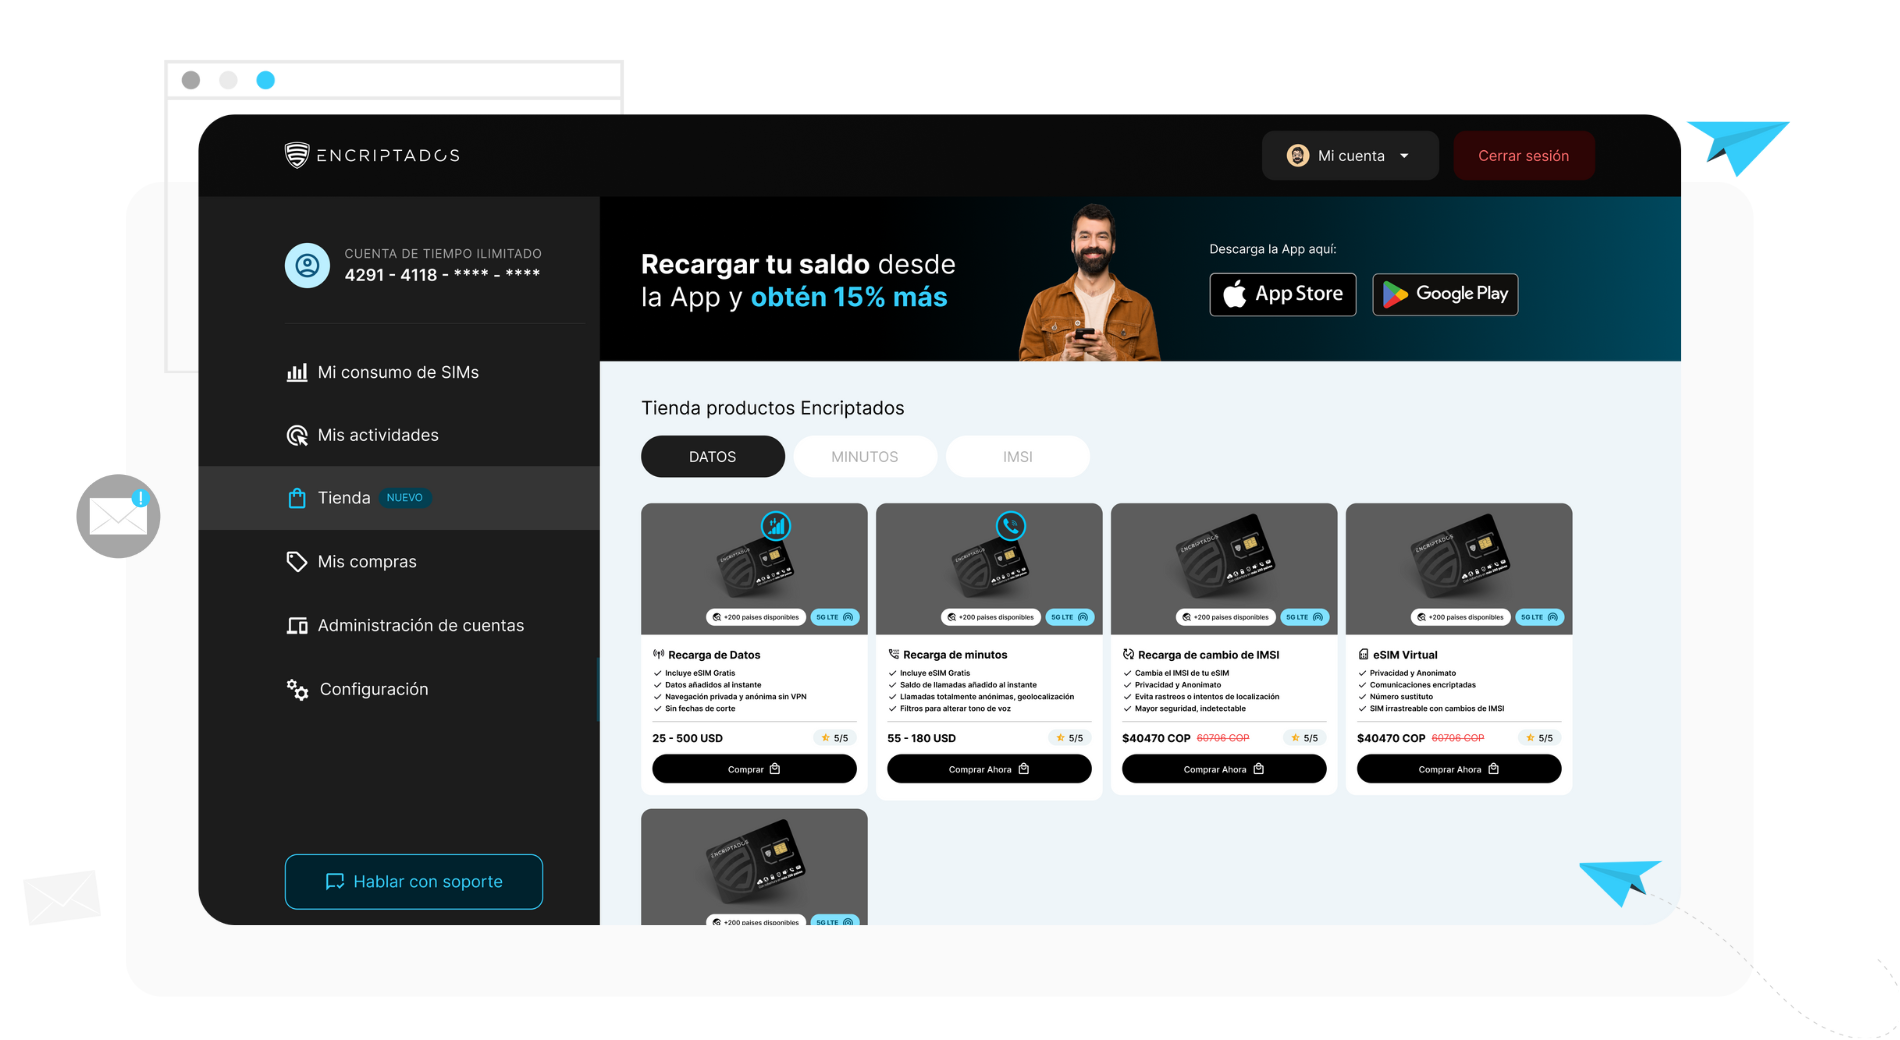 ENCRIPTADOS
Mi cuenta
Cerrar sesión
CUENTA DE TIEMPO ILIMITADO
4291 - 4118 - **** - ****
Mi consumo de SIMs
Mis actividades
Tienda NUEVO
Mis compras
Administración de cuentas
Configuración
Hablar con soporte
Recargar tu saldo desde
la App y obtén 15% más
Descarga la App aquí:
App Store
Google Play
Tienda productos Encriptados
DATOS
MINUTOS
IMSI
ENCRIPTADOS
+200 países disponibles
5G LTE
Recarga de Datos
Incluye eSIM Gratis
Datos añadidos al instante
Navegación privada y anónima sin VPN
Sin fechas de corte
25 - 500 USD
5/5
Comprar
ENCRIPTADOS
+200 países disponibles
5G LTE
Recarga de minutos
Incluye eSIM Gratis
Saldo de llamadas añadido al instante
Llamadas totalmente anónimas, geolocalización
Filtros para alterar tono de voz
55 - 180 USD
5/5
Comprar Ahora
ENCRIPTADOS
+200 países disponibles
5G LTE
Recarga de cambio de IMSI
Cambia el IMSI de tu eSIM
Privacidad y Anonimato
Evita rastreos o intentos de localización
Mayor seguridad, indetectable
$40470 COP 60706 COP
5/5
Comprar Ahora
ENCRIPTADOS
+200 países disponibles
5G LTE
eSIM Virtual
Privacidad y Anonimato
Comunicaciones encriptadas
Número sustituto
SIM irrastreable con cambios de IMSI
$40470 COP 60706 COP
5/5
Comprar Ahora
ENCRIPTADOS
+200 países disponibles
5G LTE